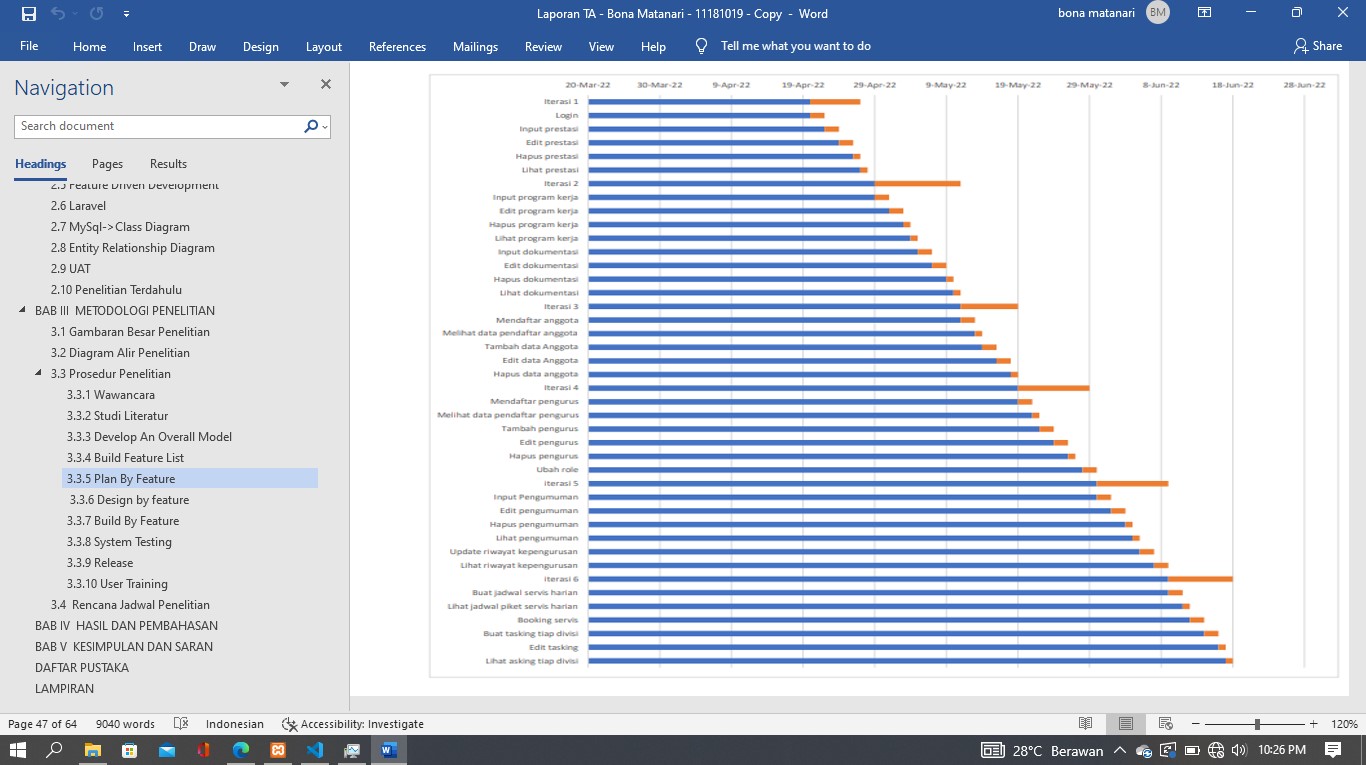 Laporan TA - Bona Matanari - 11181019 - Copy - Word
bona matanari
BM
File Home Insert Draw Design Layout References Mailings Review View Help Tell me what you want to do Share
Navigation
Search document
Headings Pages Results
2.5 Feature Driven Development
2.6 Laravel
2.7 MySql->Class Diagram
2.8 Entity Relationship Diagram
2.9 UAT
2.10 Penelitian Terdahulu
BAB III METODOLOGI PENELITIAN
3.1 Gambaran Besar Penelitian
3.2 Diagram Alir Penelitian
3.3 Prosedur Penelitian
3.3.1 Wawancara
3.3.2 Studi Literatur
3.3.3 Develop An Overall Model
3.3.4 Build Feature List
3.3.5 Plan By Feature
3.3.6 Design by feature
3.3.7 Build By Feature
3.3.8 System Testing
3.3.9 Release
3.3.10 User Training
3.4 Rencana Jadwal Penelitian
BAB IV HASIL DAN PEMBAHASAN
BAB V KESIMPULAN DAN SARAN
DAFTAR PUSTAKA
LAMPIRAN
20-Mar-22 30-Mar-22 9-Apr-22 19-Apr-22 29-Apr-22 9-May-22 19-May-22 29-May-22 8-Jun-22 18-Jun-22 28-Jun-22
Iterasi 1
Login
Input prestasi
Edit prestasi
Hapus prestasi
Lihat prestasi
Iterasi 2
Input program kerja
Edit program kerja
Hapus program kerja
Lihat program kerja
Input dokumentasi
Edit dokumentasi
Hapus dokumentasi
Lihat dokumentasi
Iterasi 3
Mendaftar anggota
Melihat data pendaftar anggota
Tambah data Anggota
Edit data Anggota
Hapus data anggota
Iterasi 4
Mendaftar pengurus
Melihat data pendaftar pengurus
Tambah pengurus
Edit pengurus
Hapus pengurus
Ubah role
iterasi 5
Input Pengumuman
Edit pengumuman
Hapus pengumuman
Lihat pengumuman
Update riwayat kepengurusan
Lihat riwayat kepengurusan
iterasi 6
Buat jadwal servis harian
Lihat jadwal piket servis harian
Booking servis
Buat tasking tiap divisi
Edit tasking
Lihat asking tiap divisi
Page 47 of 64 9040 words Indonesian Accessibility: Investigate 120%
28°C Berawan 10:26 PM